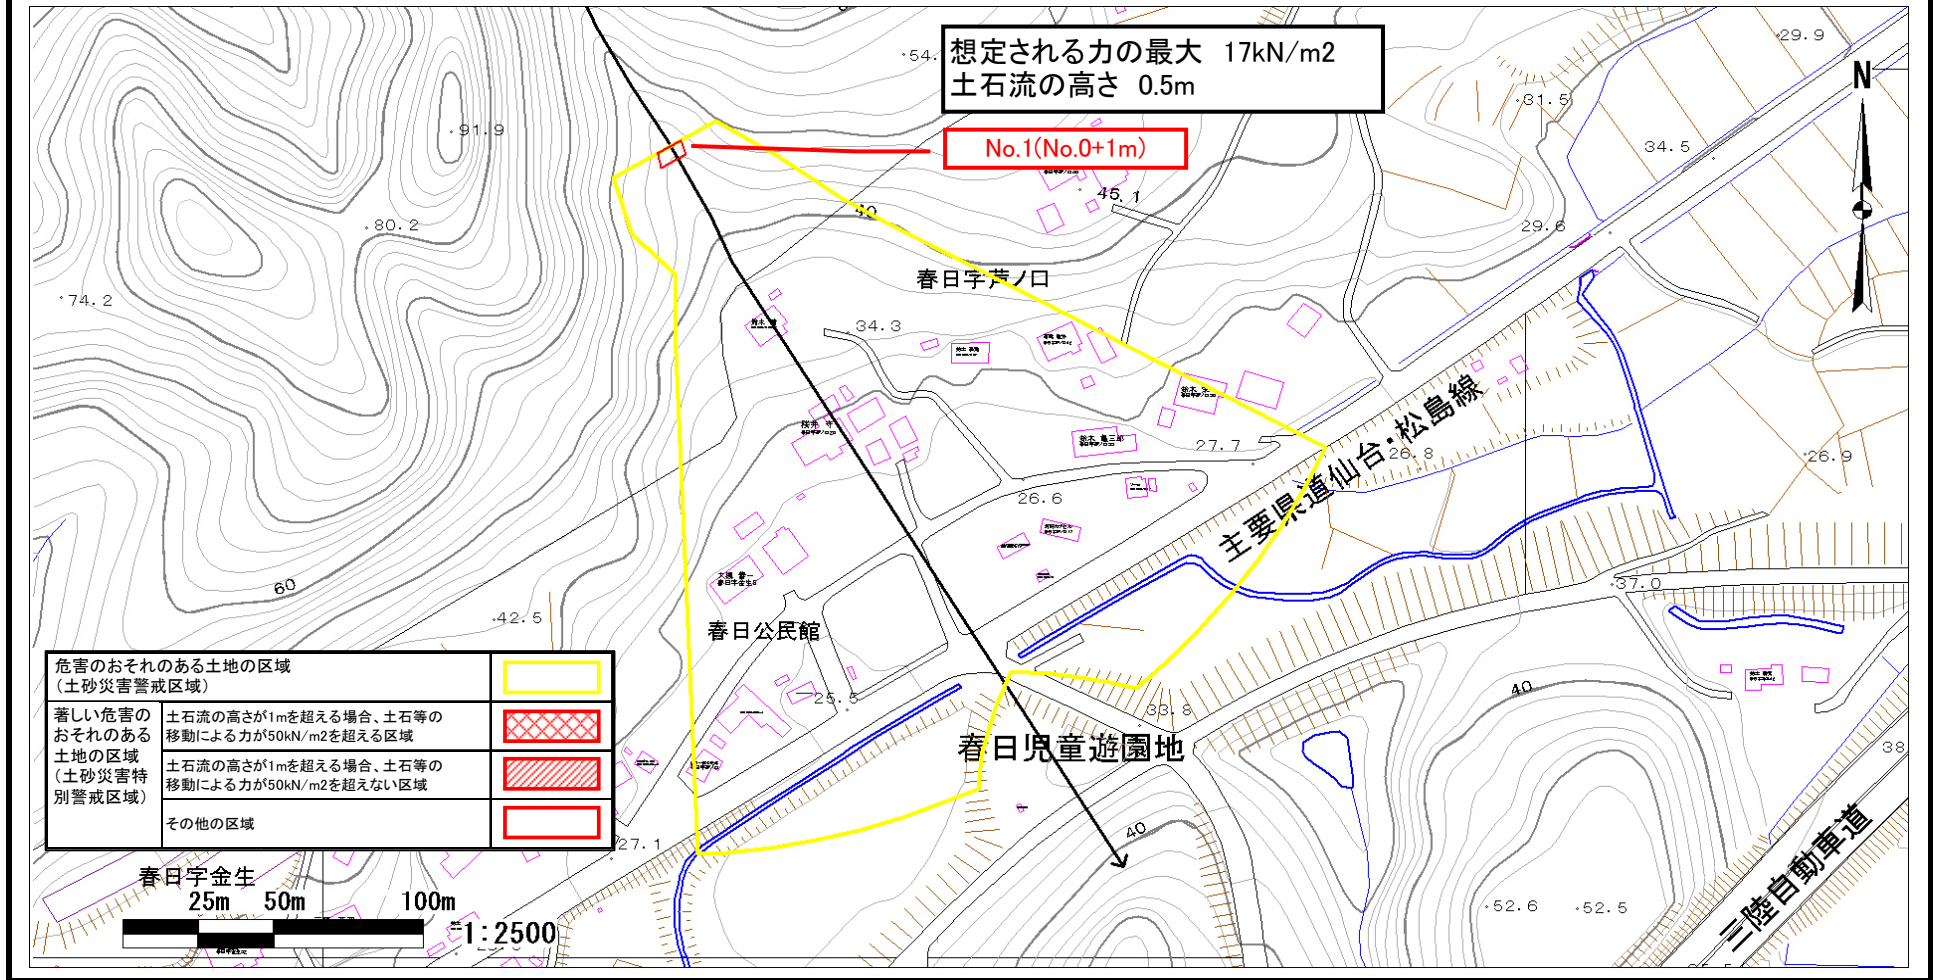 想定される力の最大 17kN/m2
土石流の高さ 0.5m
No.1(No.0+1m)
N
29.9
31.5
34.5
91.9
45.1
80.2
40
29.6
春日字芦ノ口
74.2
34.3
27.7
26.8
26.9
主要県道仙台・松島線
26.6
60
37.0
42.5
春日公民館
危害のおそれのある土地の区域
(土砂災害警戒区域)
著しい危害の
おそれのある
土地の区域
(土砂災害特
別警戒区域)
土石流の高さが1mを超える場合、土石等の
移動による力が50kN/m2を超える区域
土石流の高さが1mを超える場合、土石等の
移動による力が50kN/m2を超えない区域
その他の区域
25.5
40
33.8
春日児童遊園地
27.1
40
三陸自動車道
52.6
52.5
春日字金生
25m 50m 100m
1:2500